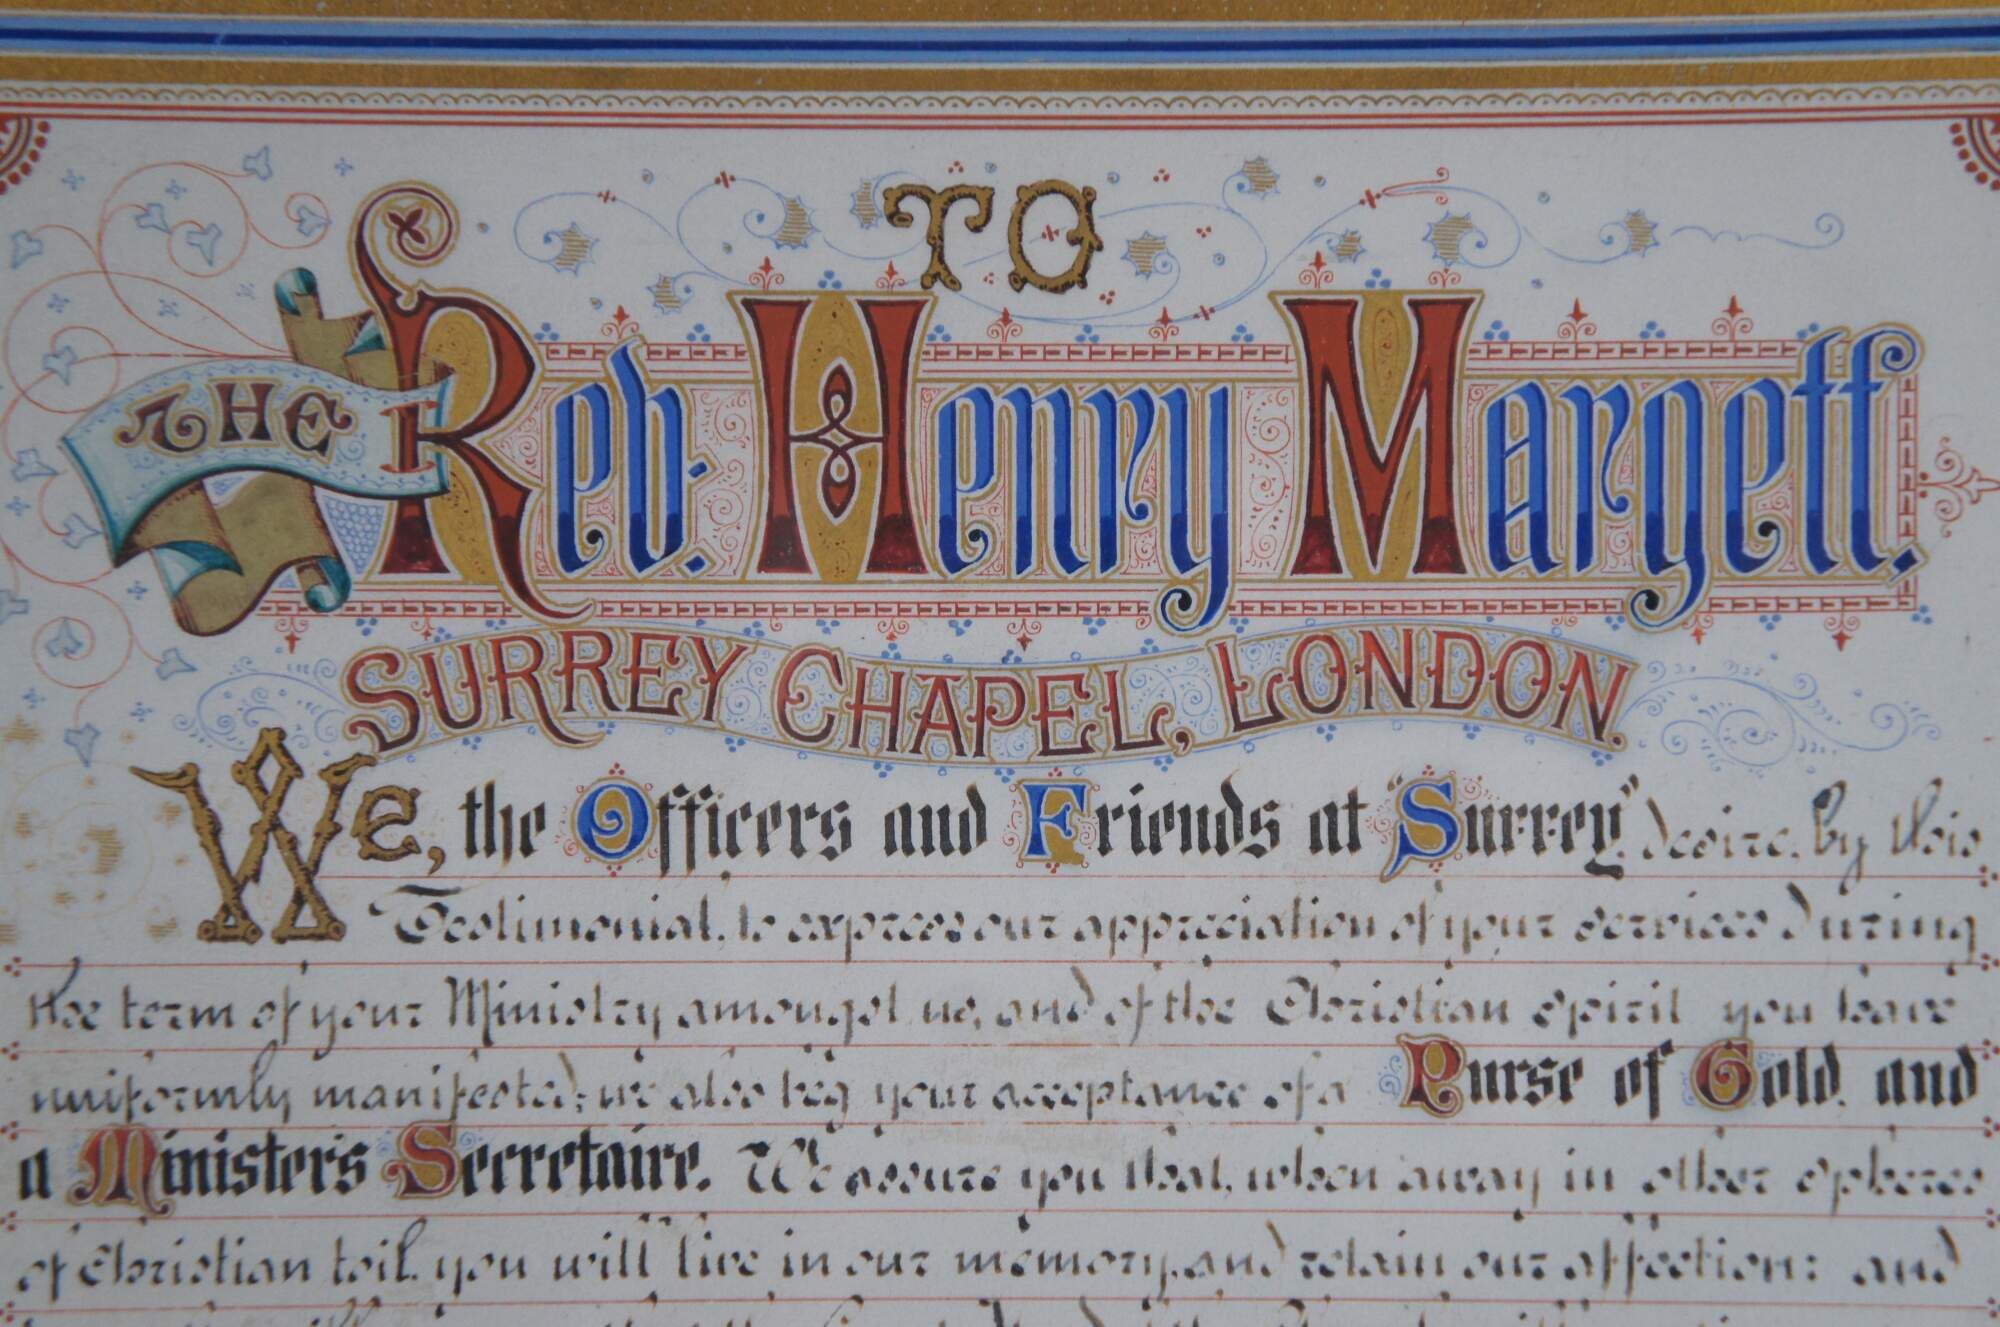 TO
THE Rev. Henry Margett,
SURREY CHAPEL, LONDON.
We, the Officers and Friends at "Surrey," desire, by this
Testimonial, to express our appreciation of your services during
the term of your Ministry amongst us, and of the Christian spirit you have
uniformly manifested; we also beg your acceptance of a Purse of Gold, and
a Minister's Secretaire. We assure you that, when away in other spheres
of Christian toil, you will live in our memory, and retain our affection: and